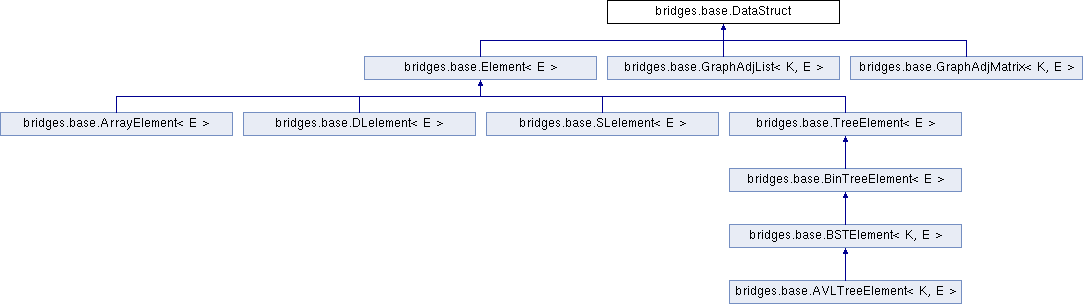 bridges.base.DataStruct
bridges.base.Element< E >
bridges.base.GraphAdjList< K, E >
bridges.base.GraphAdjMatrix< K, E >
bridges.base.ArrayElement< E >
bridges.base.DLelement< E >
bridges.base.SLelement< E >
bridges.base.TreeElement< E >
bridges.base.BinTreeElement< E >
bridges.base.BSTElement< K, E >
bridges.base.AVLTreeElement< K, E >